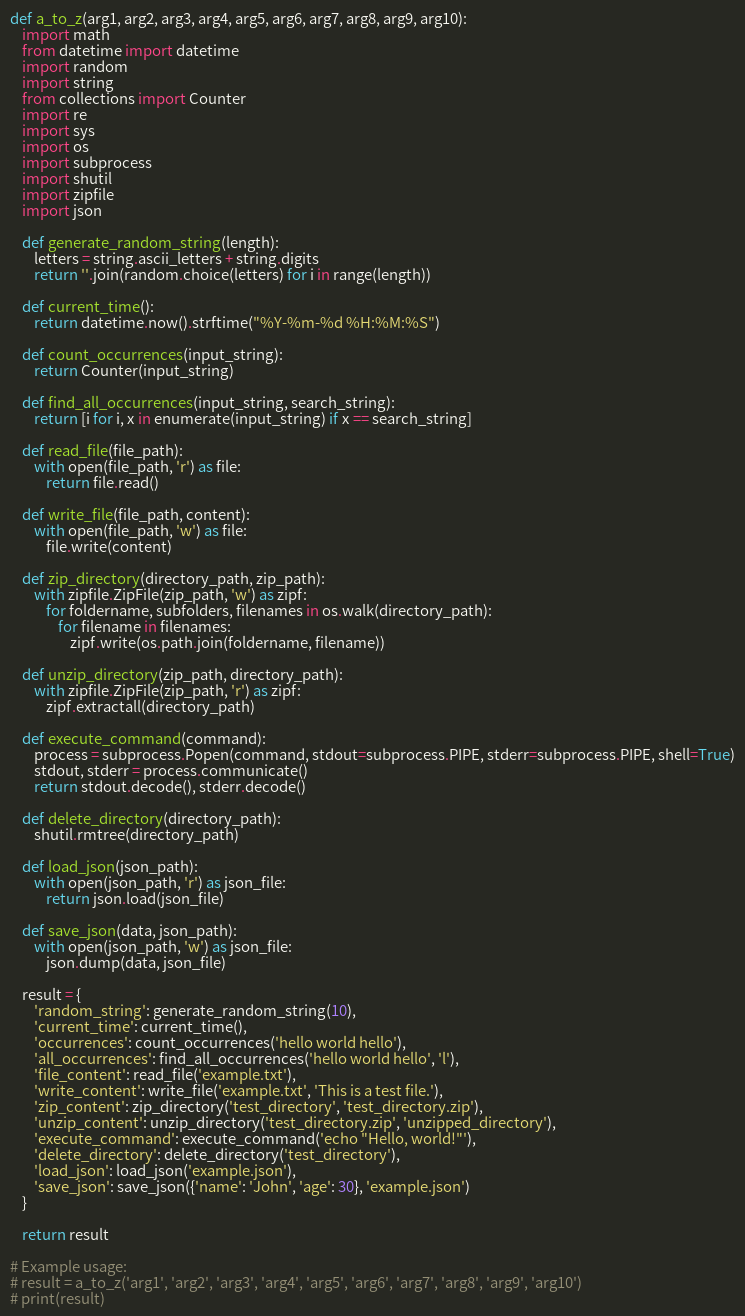 def a_to_z(arg1, arg2, arg3, arg4, arg5, arg6, arg7, arg8, arg9, arg10):
    import math
    from datetime import datetime
    import random
    import string
    from collections import Counter
    import re
    import sys
    import os
    import subprocess
    import shutil
    import zipfile
    import json

    def generate_random_string(length):
        letters = string.ascii_letters + string.digits
        return ''.join(random.choice(letters) for i in range(length))

    def current_time():
        return datetime.now().strftime("%Y-%m-%d %H:%M:%S")

    def count_occurrences(input_string):
        return Counter(input_string)

    def find_all_occurrences(input_string, search_string):
        return [i for i, x in enumerate(input_string) if x == search_string]

    def read_file(file_path):
        with open(file_path, 'r') as file:
            return file.read()

    def write_file(file_path, content):
        with open(file_path, 'w') as file:
            file.write(content)

    def zip_directory(directory_path, zip_path):
        with zipfile.ZipFile(zip_path, 'w') as zipf:
            for foldername, subfolders, filenames in os.walk(directory_path):
                for filename in filenames:
                    zipf.write(os.path.join(foldername, filename))

    def unzip_directory(zip_path, directory_path):
        with zipfile.ZipFile(zip_path, 'r') as zipf:
            zipf.extractall(directory_path)

    def execute_command(command):
        process = subprocess.Popen(command, stdout=subprocess.PIPE, stderr=subprocess.PIPE, shell=True)
        stdout, stderr = process.communicate()
        return stdout.decode(), stderr.decode()

    def delete_directory(directory_path):
        shutil.rmtree(directory_path)

    def load_json(json_path):
        with open(json_path, 'r') as json_file:
            return json.load(json_file)

    def save_json(data, json_path):
        with open(json_path, 'w') as json_file:
            json.dump(data, json_file)

    result = {
        'random_string': generate_random_string(10),
        'current_time': current_time(),
        'occurrences': count_occurrences('hello world hello'),
        'all_occurrences': find_all_occurrences('hello world hello', 'l'),
        'file_content': read_file('example.txt'),
        'write_content': write_file('example.txt', 'This is a test file.'),
        'zip_content': zip_directory('test_directory', 'test_directory.zip'),
        'unzip_content': unzip_directory('test_directory.zip', 'unzipped_directory'),
        'execute_command': execute_command('echo "Hello, world!"'),
        'delete_directory': delete_directory('test_directory'),
        'load_json': load_json('example.json'),
        'save_json': save_json({'name': 'John', 'age': 30}, 'example.json')
    }

    return result

# Example usage:
# result = a_to_z('arg1', 'arg2', 'arg3', 'arg4', 'arg5', 'arg6', 'arg7', 'arg8', 'arg9', 'arg10')
# print(result)